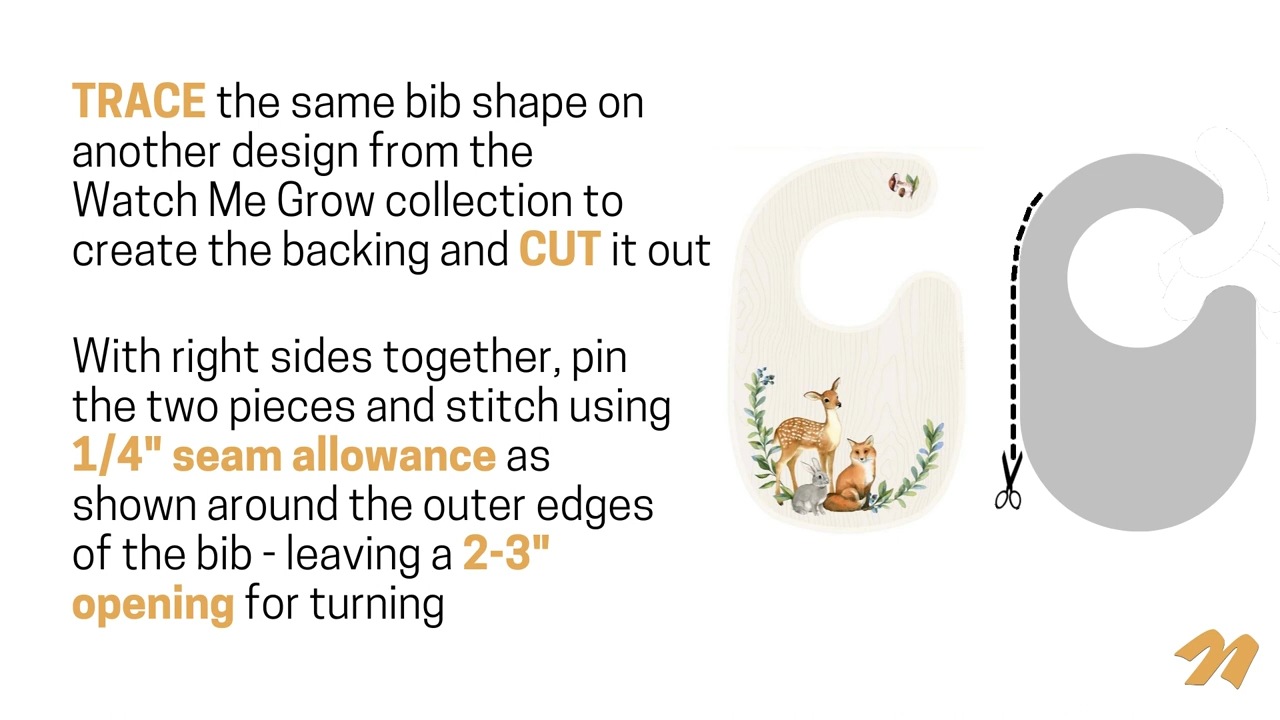 TRACE the same bib shape on
another design from the
Watch Me Grow collection to
create the backing and CUT it out
With right sides together, pin
the two pieces and stitch using
1/4" seam allowance as
shown around the outer edges
of the bib - leaving a 2-3"
opening for turning